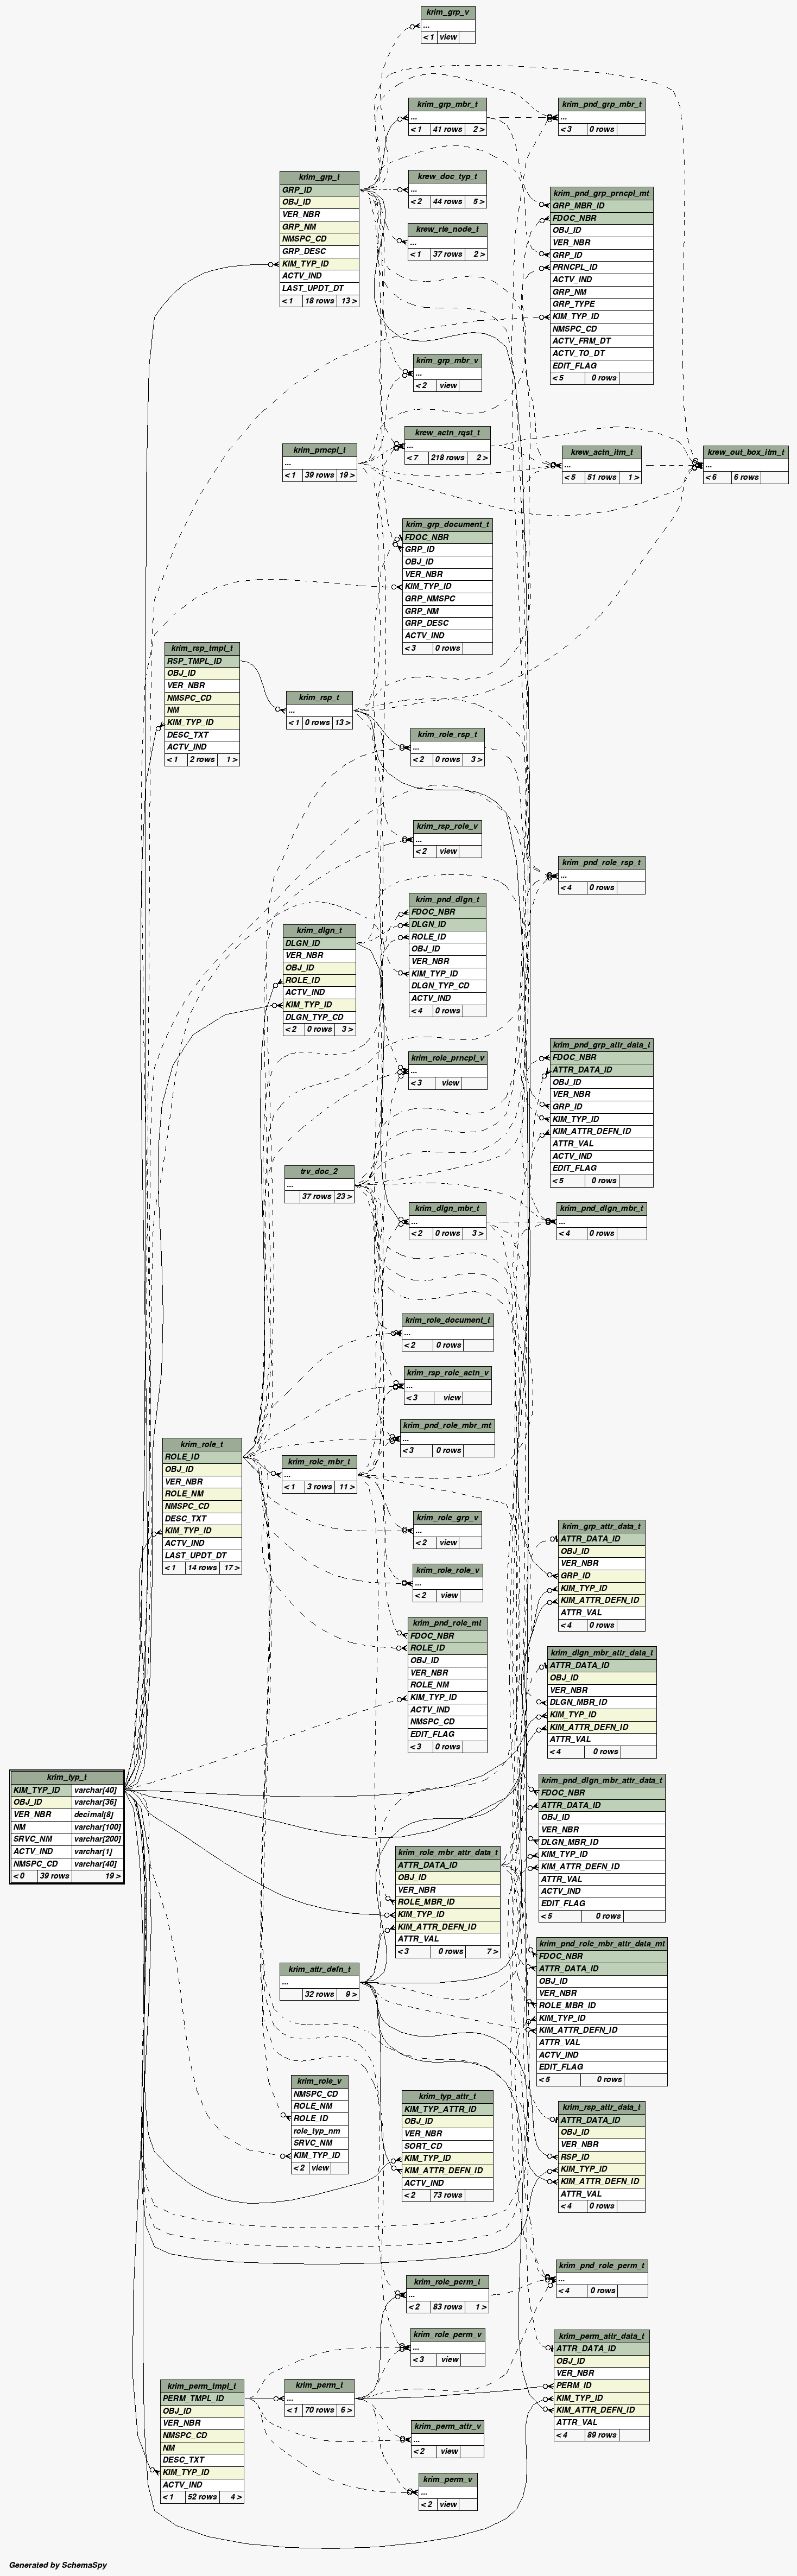 krim_grp_v
...
< 1 view
krim_grp_mbr_t
...
< 1 41 rows 2 >
krim_pnd_grp_mbr_t
...
< 3 0 rows
krim_grp_t
GRP_ID
OBJ_ID
VER_NBR
GRP_NM
NMSPC_CD
GRP_DESC
KIM_TYP_ID
ACTV_IND
LAST_UPDT_DT
< 1 18 rows 13 >
krew_doc_typ_t
...
< 2 44 rows 5 >
krew_rte_node_t
...
< 1 37 rows 2 >
krim_pnd_grp_prncpl_mt
GRP_MBR_ID
FDOC_NBR
OBJ_ID
VER_NBR
GRP_ID
PRNCPL_ID
ACTV_IND
GRP_NM
GRP_TYPE
KIM_TYP_ID
NMSPC_CD
ACTV_FRM_DT
ACTV_TO_DT
EDIT_FLAG
< 5 0 rows
krim_grp_mbr_v
...
< 2 view
krim_prncpl_t
...
< 1 39 rows 19 >
krew_actn_rqst_t
...
< 7 218 rows 2 >
krew_actn_itm_t
...
< 5 51 rows 1 >
krew_out_box_itm_t
...
< 6 6 rows
krim_grp_document_t
FDOC_NBR
GRP_ID
OBJ_ID
VER_NBR
KIM_TYP_ID
GRP_NMSPC
GRP_NM
GRP_DESC
ACTV_IND
< 3 0 rows
krim_rsp_tmpl_t
RSP_TMPL_ID
OBJ_ID
VER_NBR
NMSPC_CD
NM
KIM_TYP_ID
DESC_TXT
ACTV_IND
< 1 2 rows 1 >
krim_rsp_t
...
< 1 0 rows 13 >
krim_role_rsp_t
...
< 2 0 rows 3 >
krim_rsp_role_v
...
< 2 view
krim_pnd_role_rsp_t
...
< 4 0 rows
krim_dlgn_t
DLGN_ID
VER_NBR
OBJ_ID
ROLE_ID
ACTV_IND
KIM_TYP_ID
DLGN_TYP_CD
< 2 0 rows 3 >
krim_pnd_dlgn_t
FDOC_NBR
DLGN_ID
ROLE_ID
OBJ_ID
VER_NBR
KIM_TYP_ID
DLGN_TYP_CD
ACTV_IND
< 4 0 rows
krim_role_prncpl_v
...
< 3 view
krim_pnd_grp_attr_data_t
FDOC_NBR
ATTR_DATA_ID
OBJ_ID
VER_NBR
GRP_ID
KIM_TYP_ID
KIM_ATTR_DEFN_ID
ATTR_VAL
ACTV_IND
EDIT_FLAG
< 5 0 rows
trv_doc_2
...
37 rows 23 >
krim_dlgn_mbr_t
...
< 2 0 rows 3 >
krim_pnd_dlgn_mbr_t
...
< 4 0 rows
krim_role_document_t
...
< 2 0 rows
krim_rsp_role_actn_v
...
< 3 view
krim_pnd_role_mbr_mt
...
< 3 0 rows
krim_role_t
ROLE_ID
OBJ_ID
VER_NBR
ROLE_NM
NMSPC_CD
DESC_TXT
KIM_TYP_ID
ACTV_IND
LAST_UPDT_DT
< 1 14 rows 17 >
krim_role_mbr_t
...
< 1 3 rows 11 >
krim_role_grp_v
...
< 2 view
krim_role_role_v
...
< 2 view
krim_grp_attr_data_t
ATTR_DATA_ID
OBJ_ID
VER_NBR
GRP_ID
KIM_TYP_ID
KIM_ATTR_DEFN_ID
ATTR_VAL
< 4 0 rows
krim_pnd_role_mt
FDOC_NBR
ROLE_ID
OBJ_ID
VER_NBR
ROLE_NM
KIM_TYP_ID
ACTV_IND
NMSPC_CD
EDIT_FLAG
< 3 0 rows
krim_dlgn_mbr_attr_data_t
ATTR_DATA_ID
OBJ_ID
VER_NBR
DLGN_MBR_ID
KIM_TYP_ID
KIM_ATTR_DEFN_ID
ATTR_VAL
< 4 0 rows
krim_typ_t
KIM_TYP_ID varchar[40]
OBJ_ID varchar[36]
VER_NBR decimal[8]
NM varchar[100]
SRVC_NM varchar[200]
ACTV_IND varchar[1]
NMSPC_CD varchar[40]
< 0 39 rows 19 >
krim_pnd_dlgn_mbr_attr_data_t
FDOC_NBR
ATTR_DATA_ID
OBJ_ID
VER_NBR
DLGN_MBR_ID
KIM_TYP_ID
KIM_ATTR_DEFN_ID
ATTR_VAL
ACTV_IND
EDIT_FLAG
< 5 0 rows
krim_role_mbr_attr_data_t
ATTR_DATA_ID
OBJ_ID
VER_NBR
ROLE_MBR_ID
KIM_TYP_ID
KIM_ATTR_DEFN_ID
ATTR_VAL
< 3 0 rows 7 >
krim_pnd_role_mbr_attr_data_mt
FDOC_NBR
ATTR_DATA_ID
OBJ_ID
VER_NBR
ROLE_MBR_ID
KIM_TYP_ID
KIM_ATTR_DEFN_ID
ATTR_VAL
ACTV_IND
EDIT_FLAG
< 5 0 rows
krim_attr_defn_t
...
32 rows 9 >
krim_role_v
NMSPC_CD
ROLE_NM
ROLE_ID
role_typ_nm
SRVC_NM
KIM_TYP_ID
< 2 view
krim_typ_attr_t
KIM_TYP_ATTR_ID
OBJ_ID
VER_NBR
SORT_CD
KIM_TYP_ID
KIM_ATTR_DEFN_ID
ACTV_IND
< 2 73 rows
krim_rsp_attr_data_t
ATTR_DATA_ID
OBJ_ID
VER_NBR
RSP_ID
KIM_TYP_ID
KIM_ATTR_DEFN_ID
ATTR_VAL
< 4 0 rows
krim_role_perm_t
...
< 2 83 rows 1 >
krim_pnd_role_perm_t
...
< 4 0 rows
krim_role_perm_v
...
< 3 view
krim_perm_attr_data_t
ATTR_DATA_ID
OBJ_ID
VER_NBR
PERM_ID
KIM_TYP_ID
KIM_ATTR_DEFN_ID
ATTR_VAL
< 4 89 rows
krim_perm_tmpl_t
PERM_TMPL_ID
OBJ_ID
VER_NBR
NMSPC_CD
NM
DESC_TXT
KIM_TYP_ID
ACTV_IND
< 1 52 rows 4 >
krim_perm_t
...
< 1 70 rows 6 >
krim_perm_attr_v
...
< 2 view
krim_perm_v
...
< 2 view
Generated by SchemaSpy